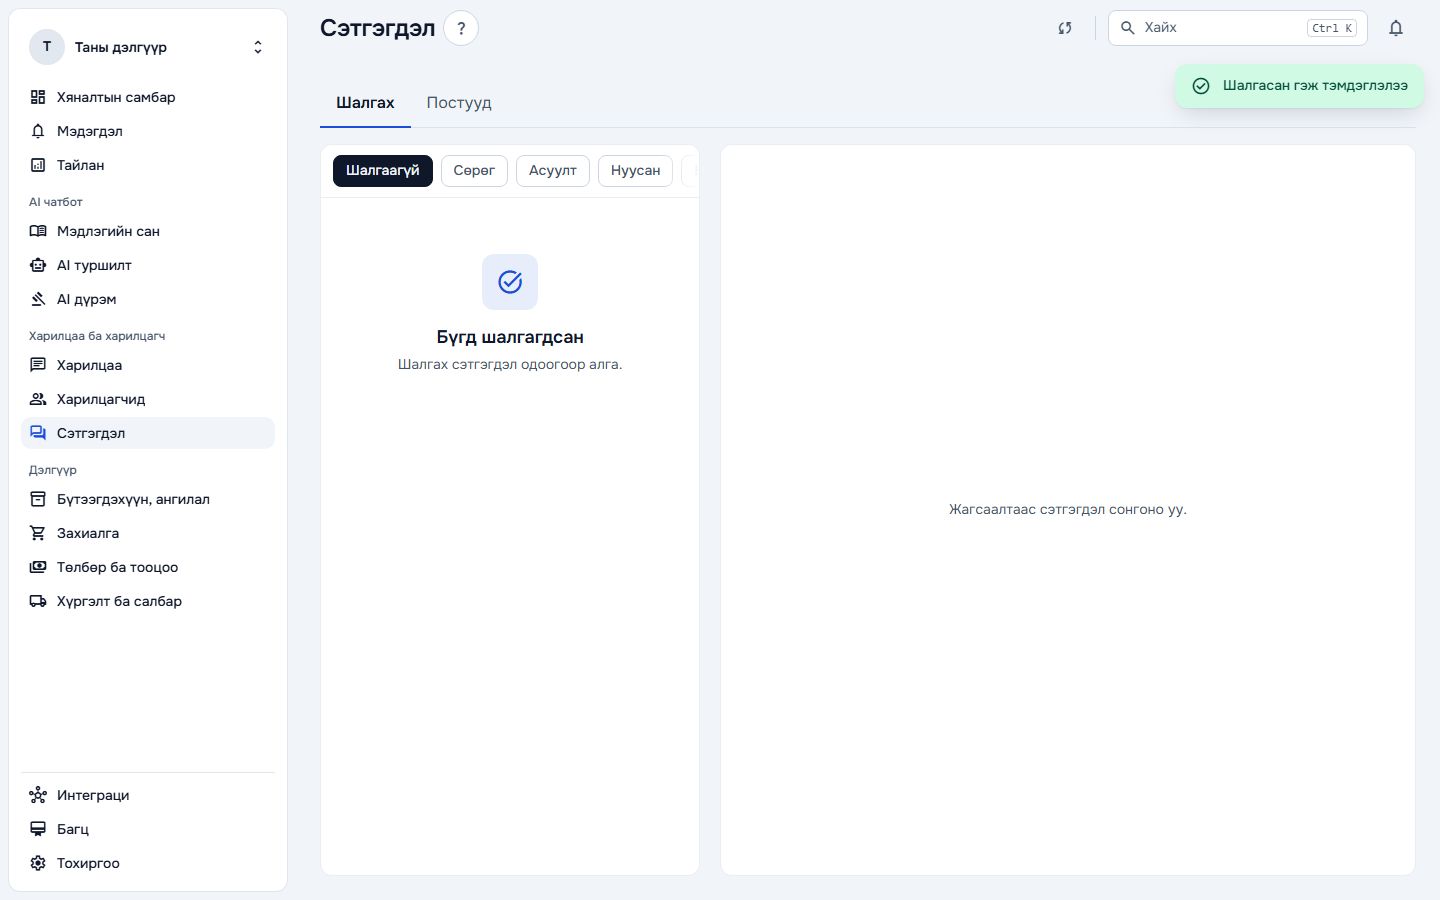 Т
Таны дэлгүүр
Хяналтын самбар
Мэдэгдэл
Тайлан
AI чатбот
Мэдлэгийн сан
AI туршилт
AI дүрэм
Харилцаа ба харилцагч
Харилцаа
Харилцагчид
Сэтгэгдэл
Дэлгүүр
Бүтээгдэхүүн, ангилал
Захиалга
Төлбөр ба тооцоо
Хүргэлт ба салбар
Интеграци
Багц
Тохиргоо
Сэтгэгдэл ?
Хайх Ctrl K
Шалгасан гэж тэмдэглэлээ
Шалгах Постууд
Шалгаагүй Сөрөг Асуулт Нуусан
Бүгд шалгагдсан
Шалгах сэтгэгдэл одоогоор алга.
Жагсаалтаас сэтгэгдэл сонгоно уу.